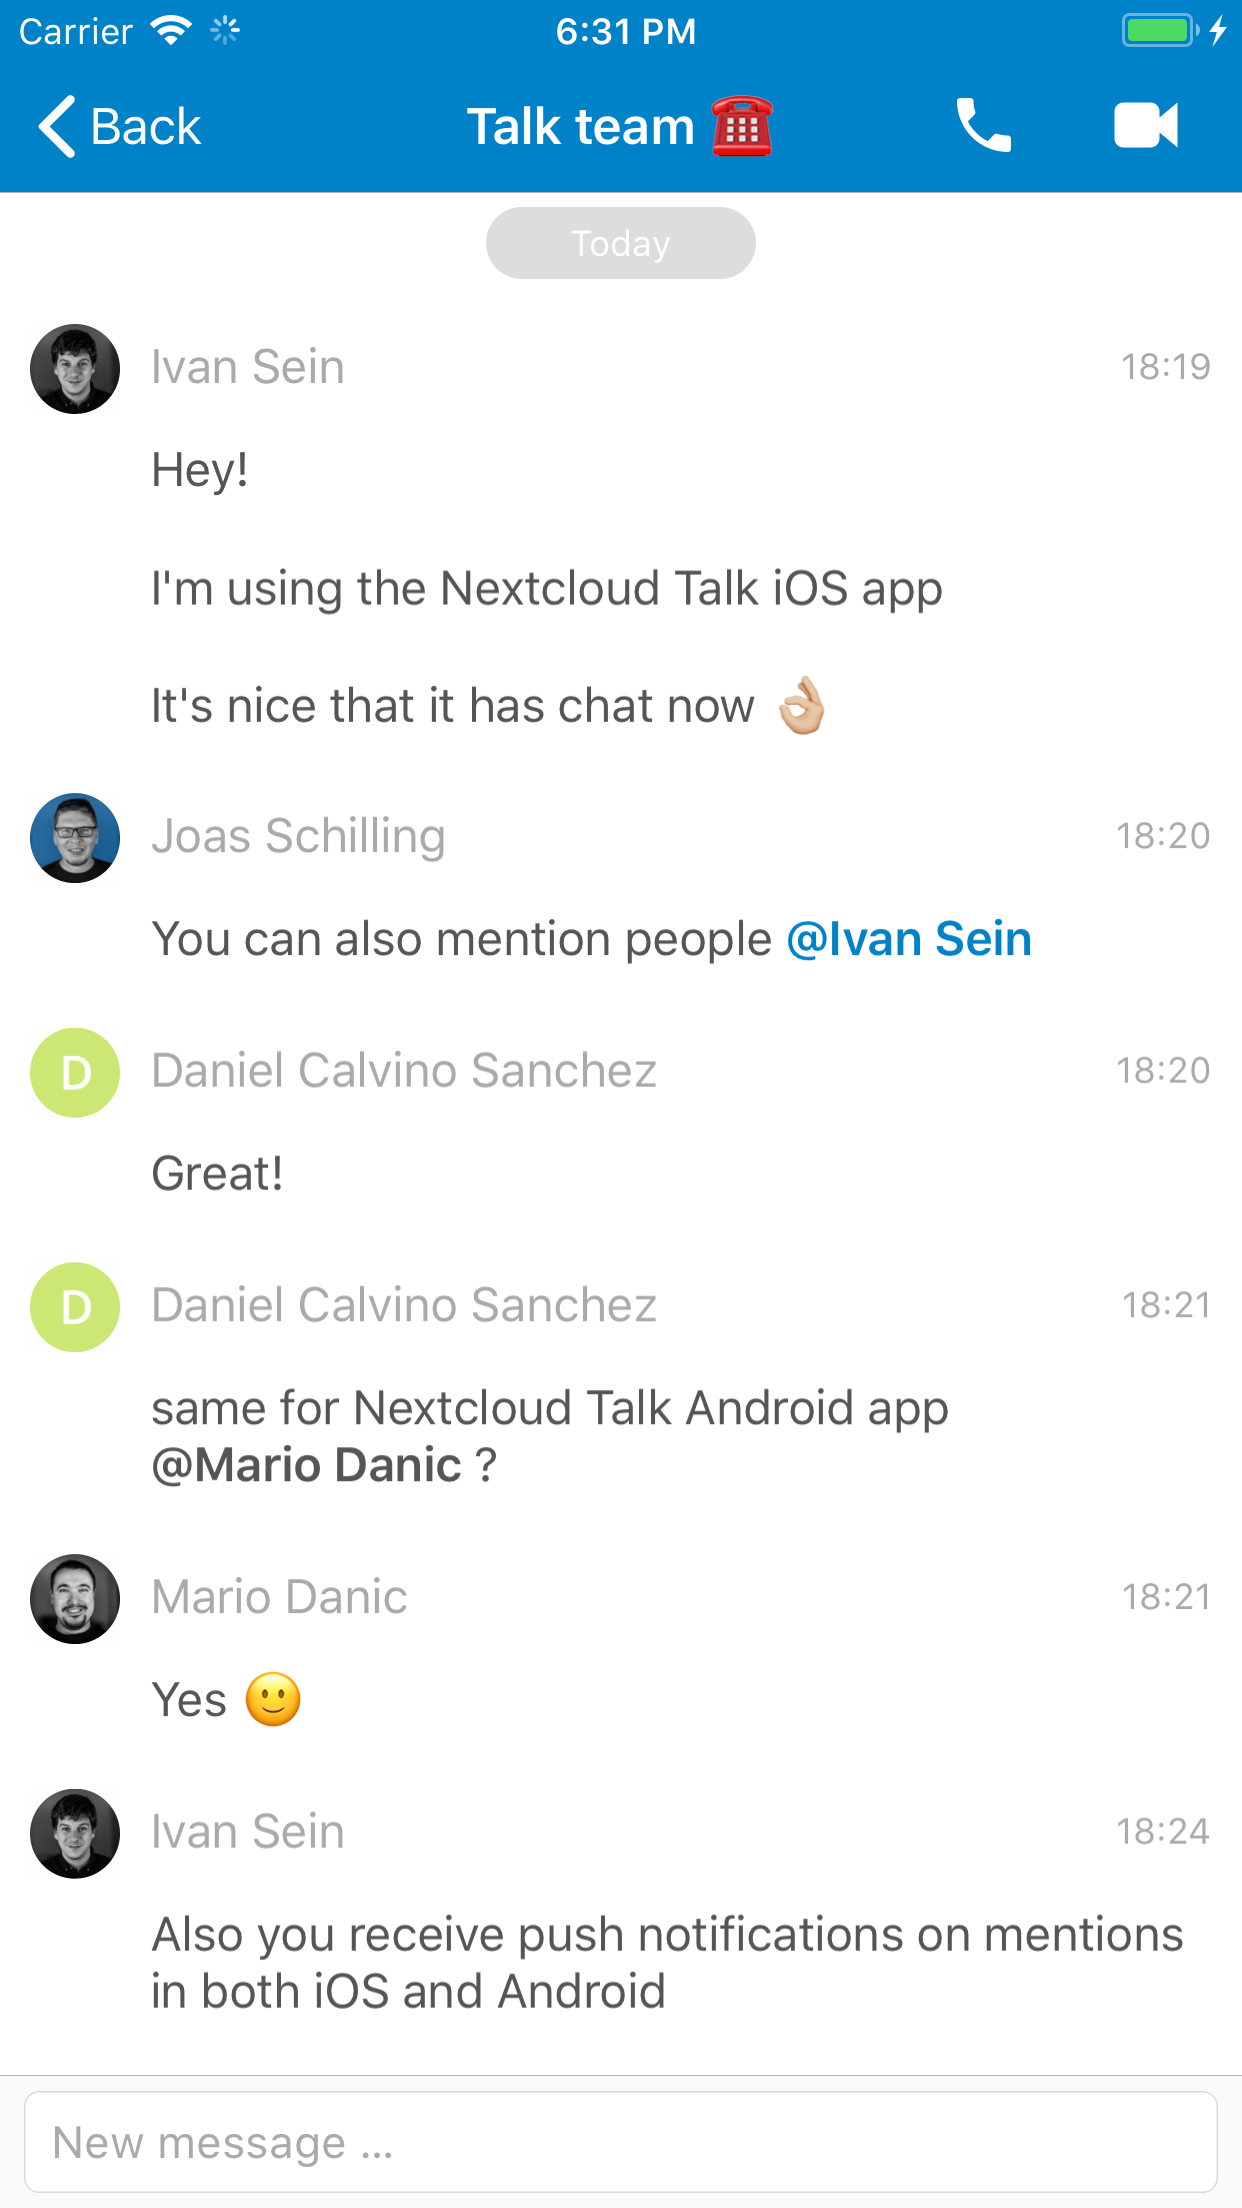 Carrier 6:31 PM
Back Talk team ☎️
Today
Ivan Sein 18:19
Hey!
I'm using the Nextcloud Talk iOS app
It's nice that it has chat now 👌🏼
Joas Schilling 18:20
You can also mention people @Ivan Sein
D Daniel Calvino Sanchez 18:20
Great!
D Daniel Calvino Sanchez 18:21
same for Nextcloud Talk Android app
@Mario Danic ?
Mario Danic 18:21
Yes 🙂
Ivan Sein 18:24
Also you receive push notifications on mentions
in both iOS and Android
New message ...